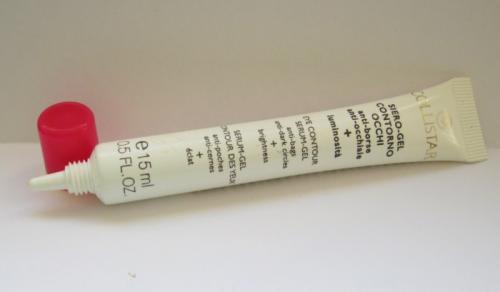 COLLISTAR
SIERO-GEL
CONTORNO
OCCHI
anti-borse
anti-occhiaie
+
luminosità
EYE CONTOUR
SERUM-GEL
anti-bags
anti-dark circles
+
brightness
SERUM-GEL
CONTOUR DES YEUX
anti-poches
anti-cernes
+
éclat
e 15 ml
0.5 FL.OZ.